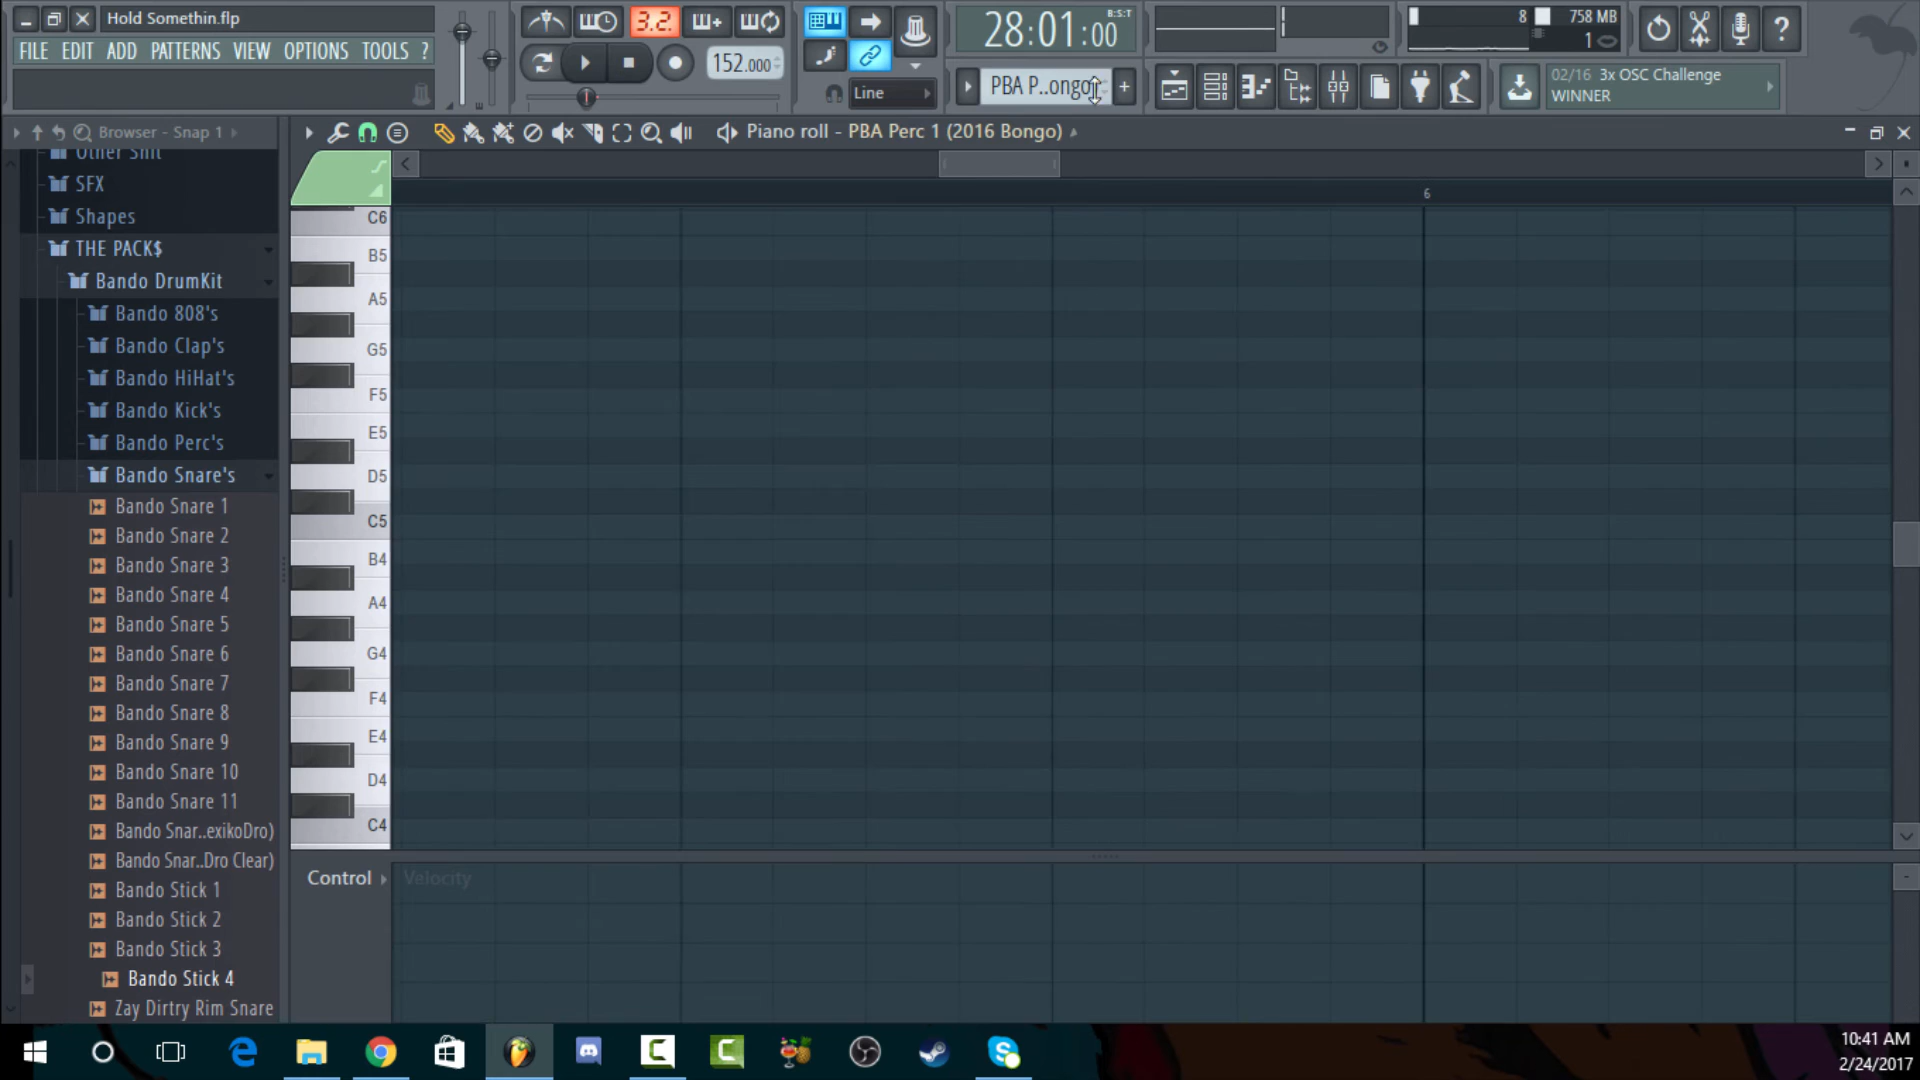 Hold Somethin.flp
FILE EDIT ADD PATTERNS VIEW OPTIONS TOOLS ?
3.2.
152.000
Line
28:01:00
B:S:T
PBA P..ongo)
8
758 MB
1
02/16 3x OSC Challenge
WINNER
Browser - Snap 1
Other Shit
SFX
Shapes
THE PACK$
Bando DrumKit
Bando 808's
Bando Clap's
Bando HiHat's
Bando Kick's
Bando Perc's
Bando Snare's
Bando Snare 1
Bando Snare 2
Bando Snare 3
Bando Snare 4
Bando Snare 5
Bando Snare 6
Bando Snare 7
Bando Snare 8
Bando Snare 9
Bando Snare 10
Bando Snare 11
Bando Snar..exikoDro)
Bando Snar..Dro Clear)
Bando Stick 1
Bando Stick 2
Bando Stick 3
Bando Stick 4
Zay Dirtry Rim Snare
Piano roll - PBA Perc 1 (2016 Bongo)
6
C6
B5
A5
G5
F5
E5
D5
C5
B4
A4
G4
F4
E4
D4
C4
Control
Velocity
10:41 AM
2/24/2017